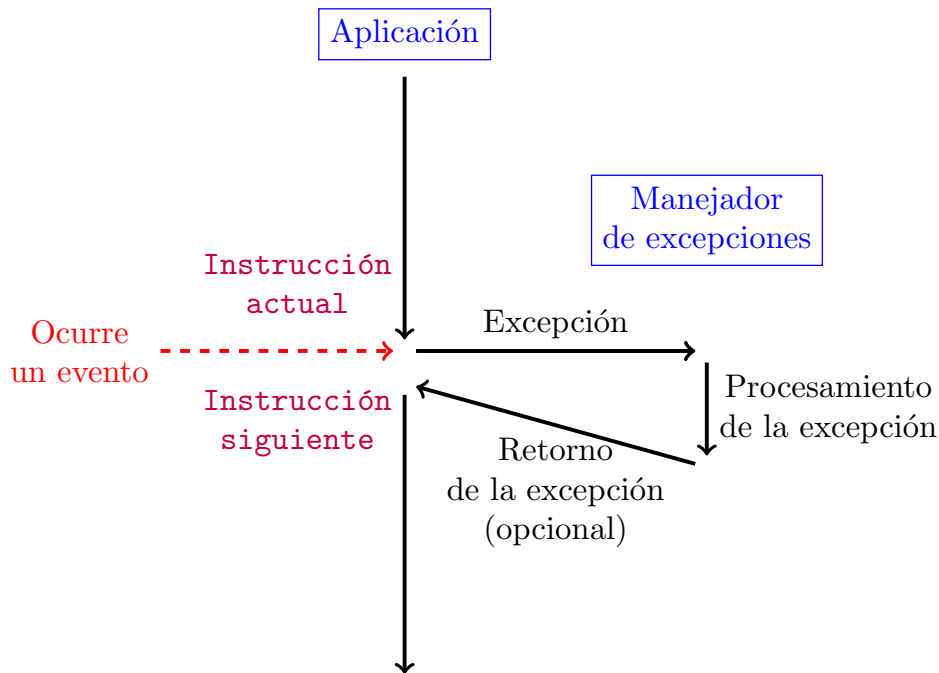 Aplicación
Manejador
de excepciones
Instrucción
actual
Excepción
Ocurre
un evento
Instrucción
siguiente
Procesamiento
de la excepción
Retorno
de la excepción
(opcional)